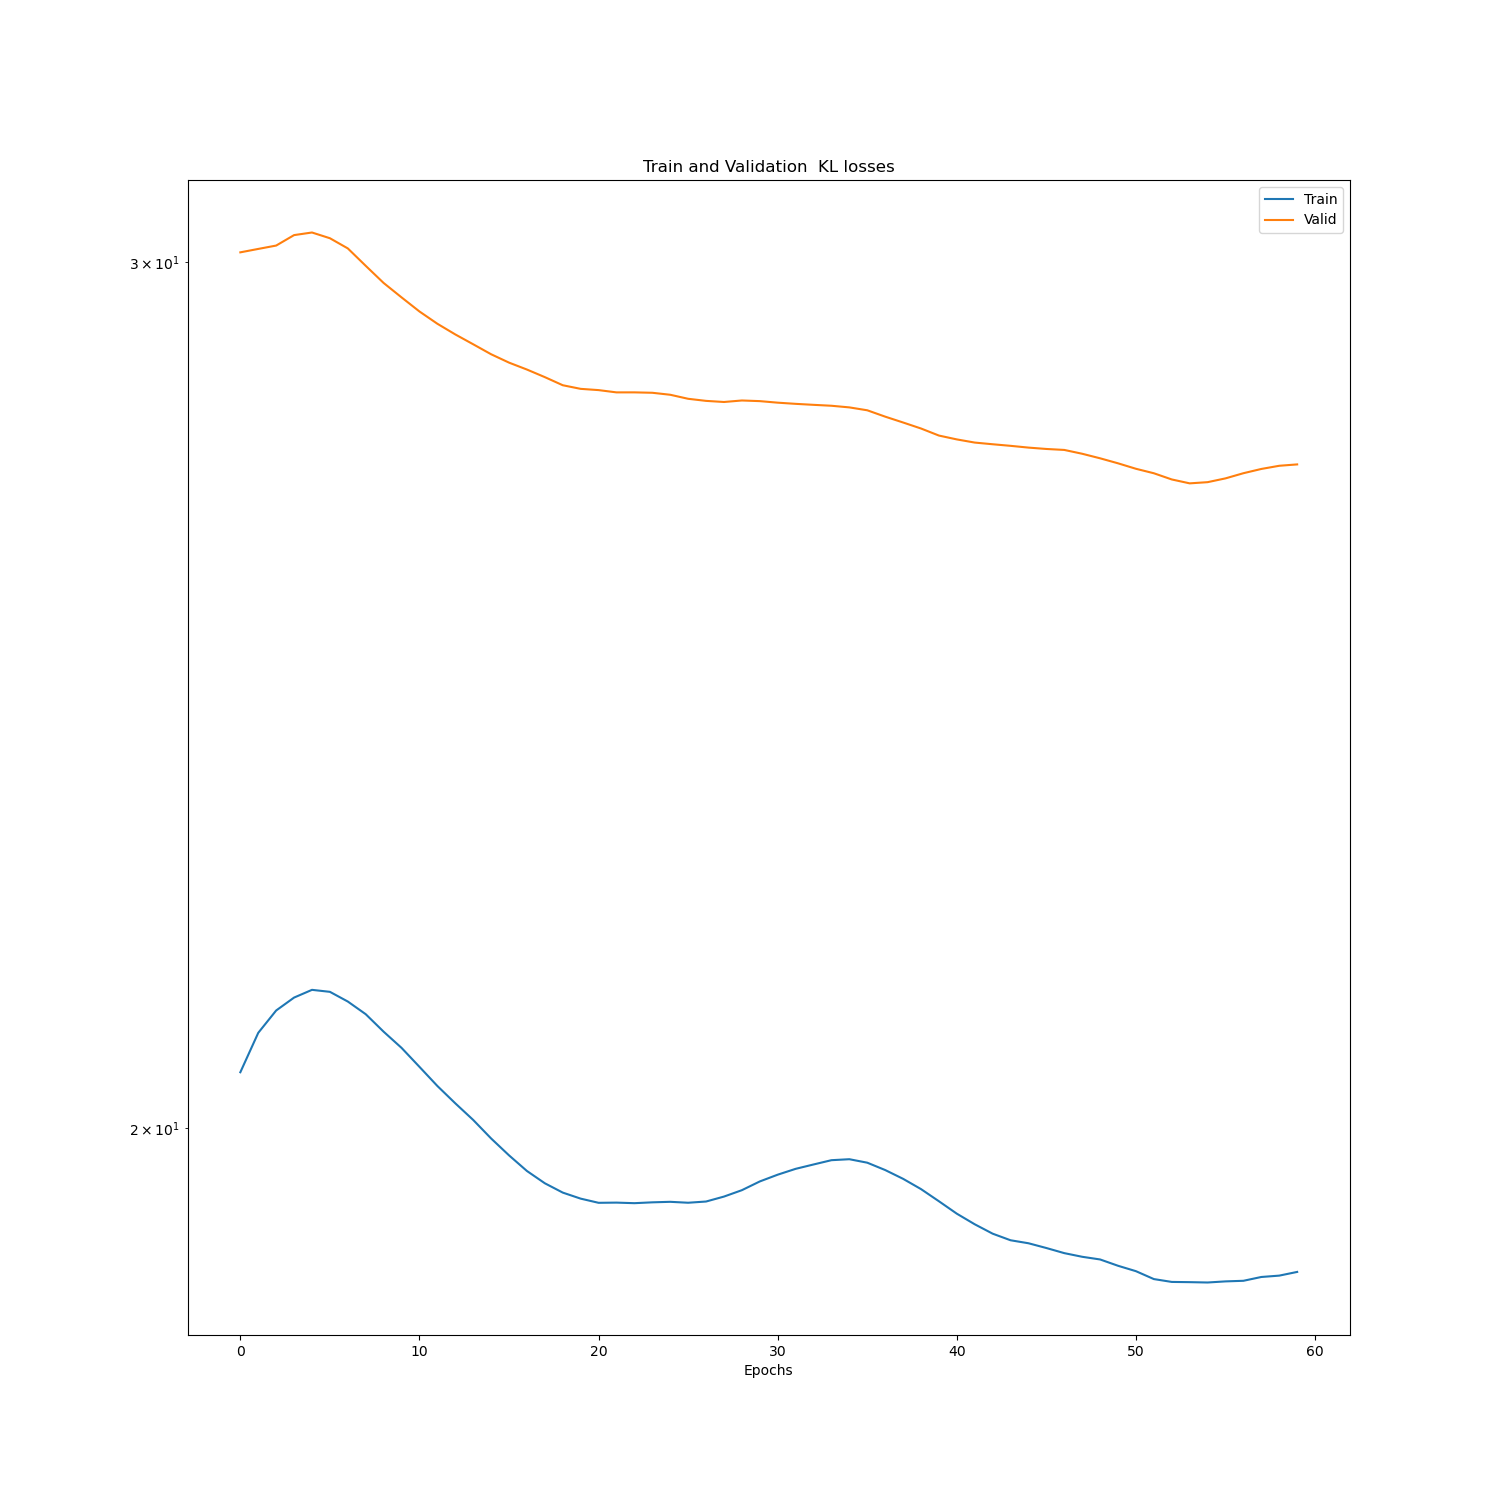 Train and Validation  KL losses
Train
Valid
3 × 10¹
2 × 10¹
0 10 20 30 40 50 60
Epochs